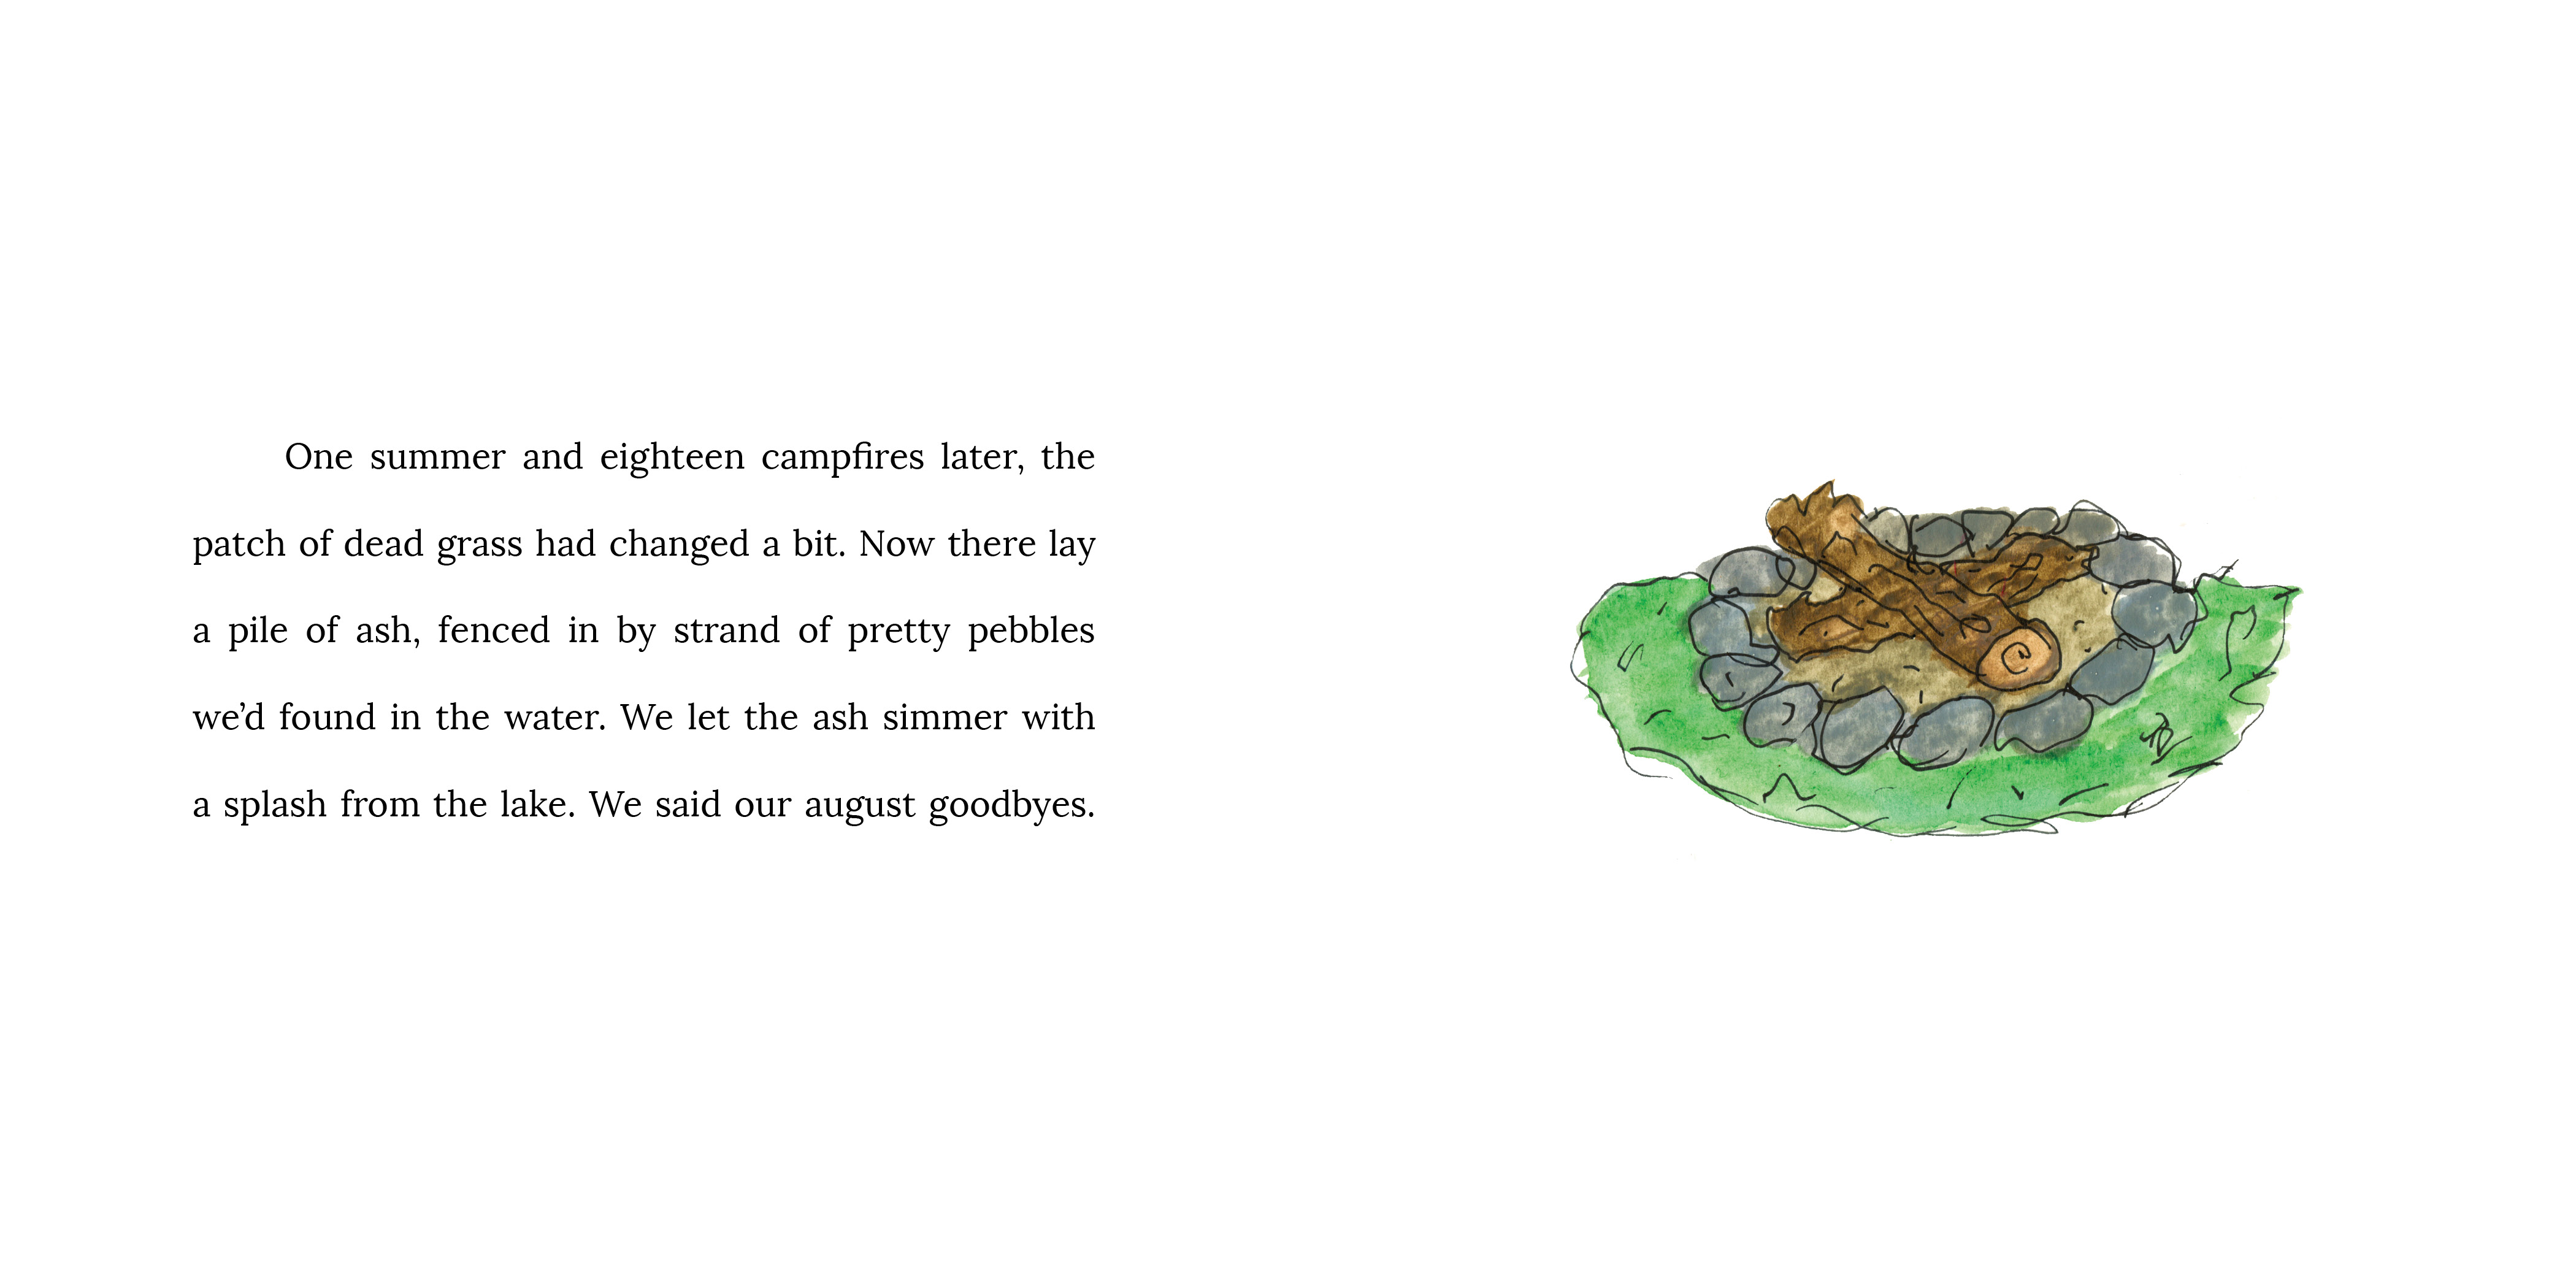 One summer and eighteen campfires later, the
patch of dead grass had changed a bit. Now there lay
a pile of ash, fenced in by strand of pretty pebbles
we’d found in the water. We let the ash simmer with
a splash from the lake. We said our august goodbyes.